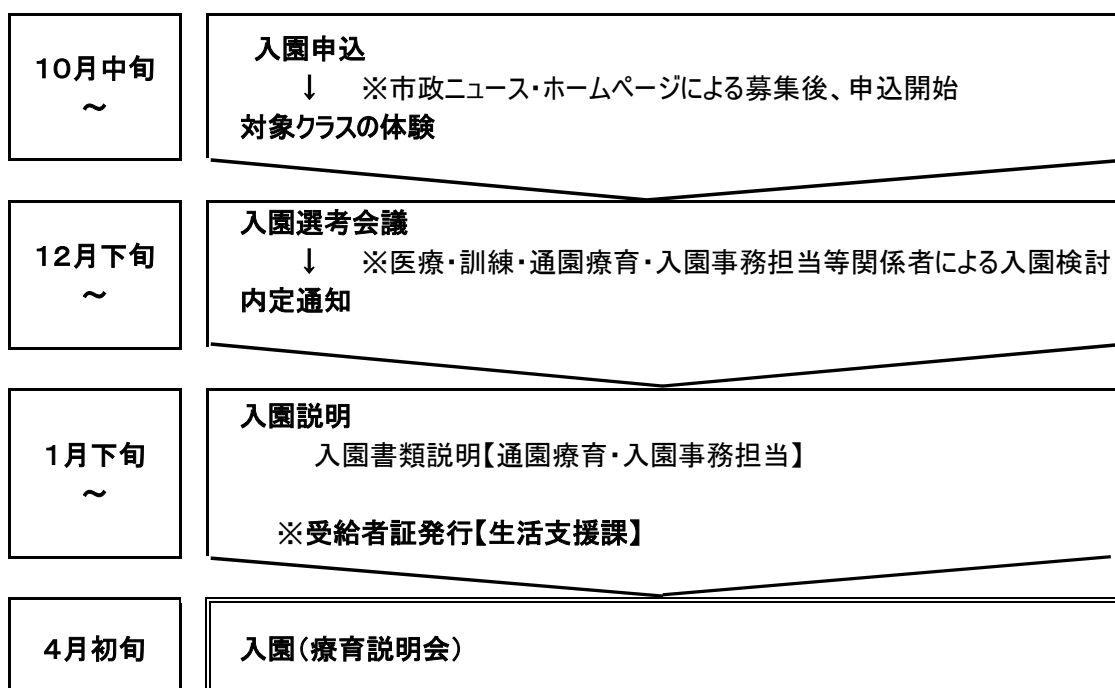 10月中旬
～
入園申込
↓ ※市政ニュース・ホームページによる募集後、申込開始
対象クラスの体験
12月下旬
～
入園選考会議
↓ ※医療・訓練・通園療育・入園事務担当等関係者による入園検討
内定通知
1月下旬
～
入園説明
入園書類説明【通園療育・入園事務担当】
※受給者証発行【生活支援課】
4月初旬
入園(療育説明会)